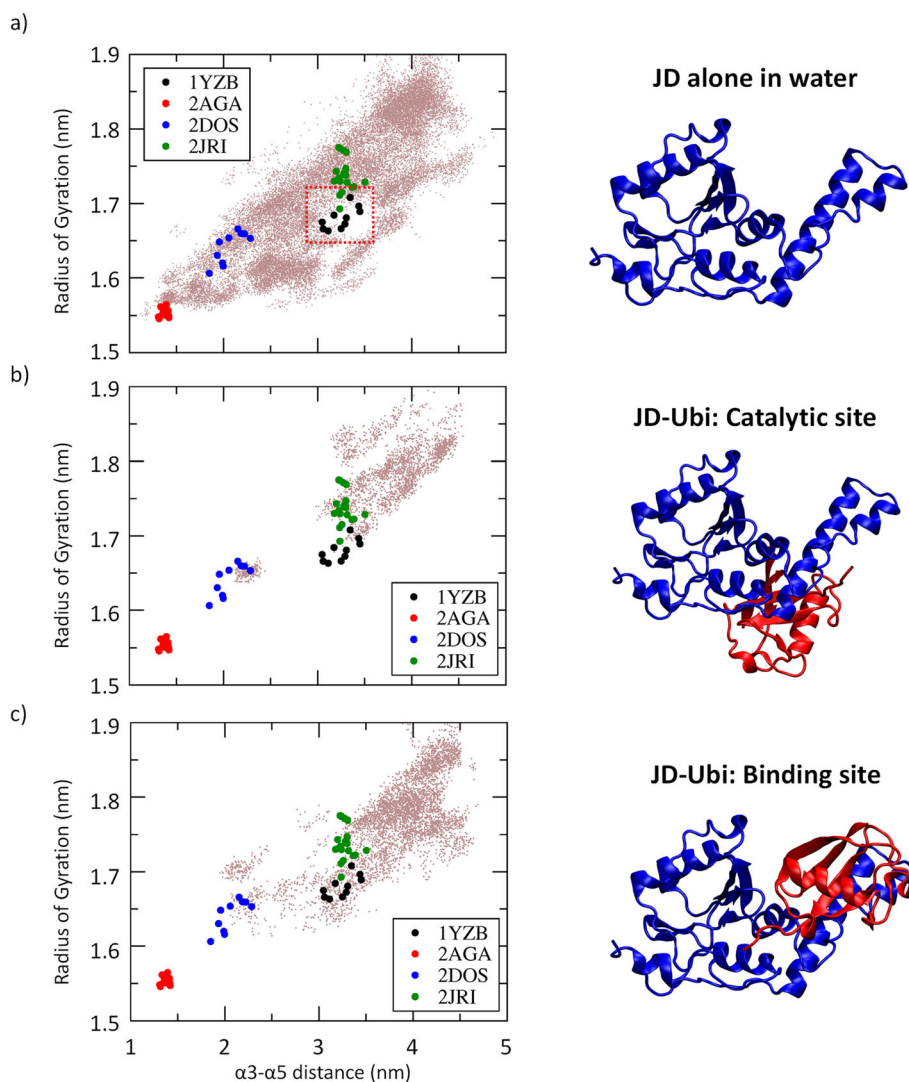 a)
1.9
1.8
1.7
1.6
1.5
Radius of Gyration (nm)
1YZB
2AGA
2DOS
2JRI
JD alone in water
b)
1.9
1.8
1.7
1.6
1.5
Radius of Gyration (nm)
1YZB
2AGA
2DOS
2JRI
JD-Ubi: Catalytic site
c)
1.9
1.8
1.7
1.6
1.5
Radius of Gyration (nm)
1YZB
2AGA
2DOS
2JRI
1 2 3 4 5
α3-α5 distance (nm)
JD-Ubi: Binding site